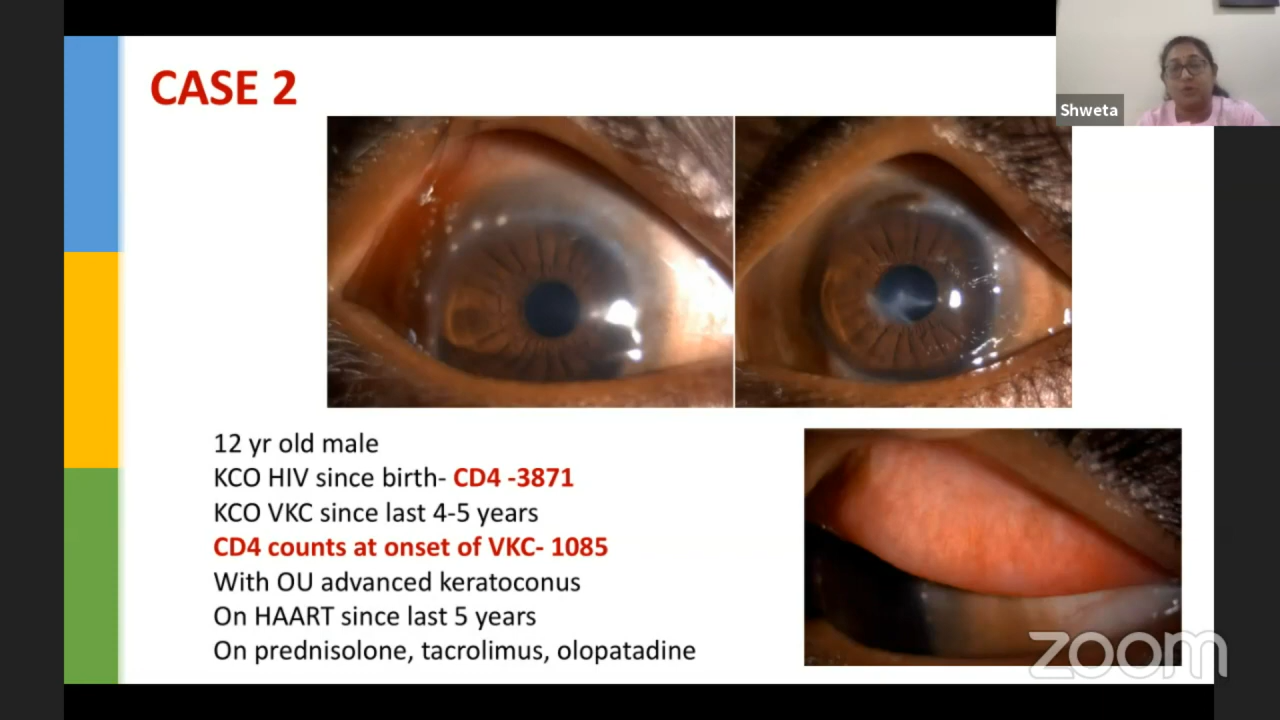 CASE 2
Shweta
12 yr old male
KCO HIV since birth- CD4 -3871
KCO VKC since last 4-5 years
CD4 counts at onset of VKC- 1085
With OU advanced keratoconus
On HAART since last 5 years
On prednisolone, tacrolimus, olopatadine
zoom